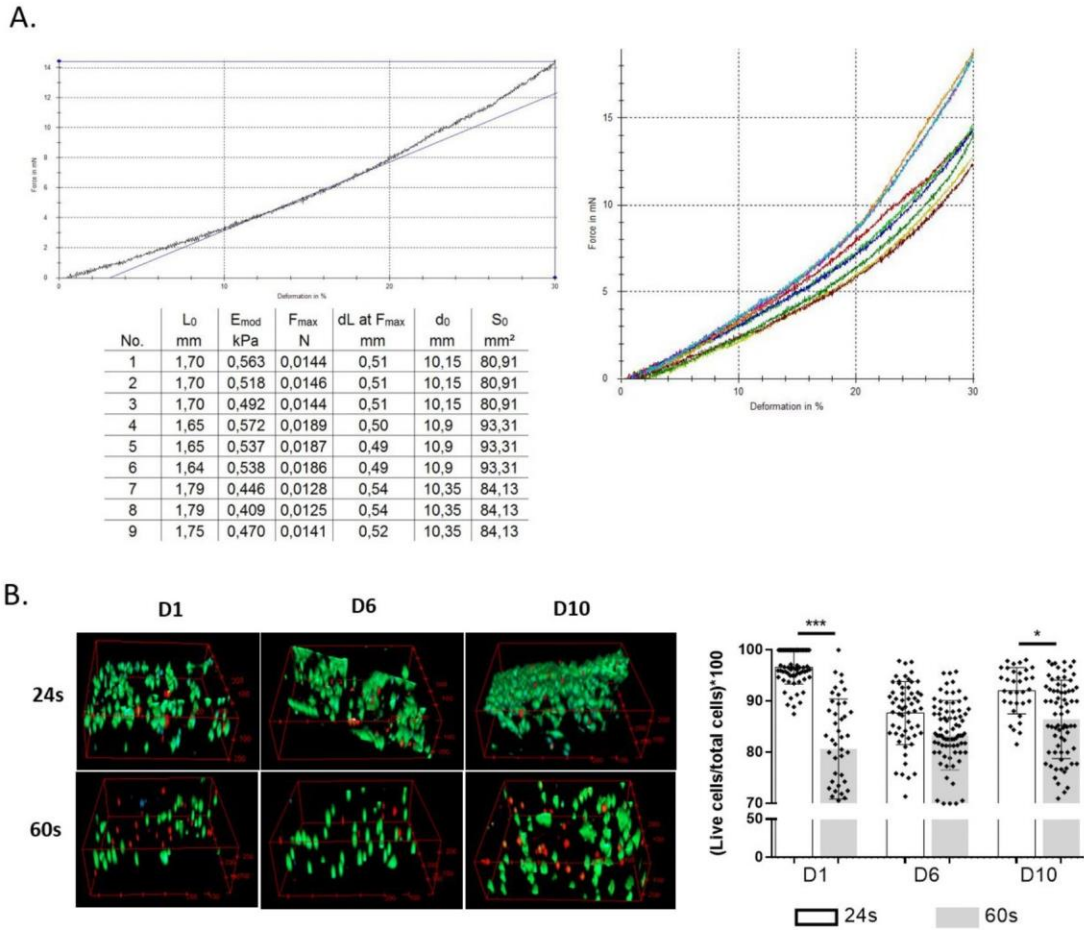 A.
Force in mN
14
12
10
8
6
4
2
0
0 10 20 30
Deformation in %
Force in mN
15
10
5
0
10 20 30
Deformation in %
No. L0 mm Emod kPa Fmax N dL at Fmax mm d0 mm S0 mm²
1 1,70 0,563 0,0144 0,51 10,15 80,91
2 1,70 0,518 0,0146 0,51 10,15 80,91
3 1,70 0,492 0,0144 0,51 10,15 80,91
4 1,65 0,572 0,0189 0,50 10,9 93,31
5 1,65 0,537 0,0187 0,49 10,9 93,31
6 1,64 0,538 0,0186 0,49 10,9 93,31
7 1,79 0,446 0,0128 0,54 10,35 84,13
8 1,79 0,409 0,0125 0,54 10,35 84,13
9 1,75 0,470 0,0141 0,52 10,35 84,13
B.
D1 D6 D10
24s
60s
(Live cells/total cells)*100
*** *
100
90
80
70
50
0
D1 D6 D10
24s 60s